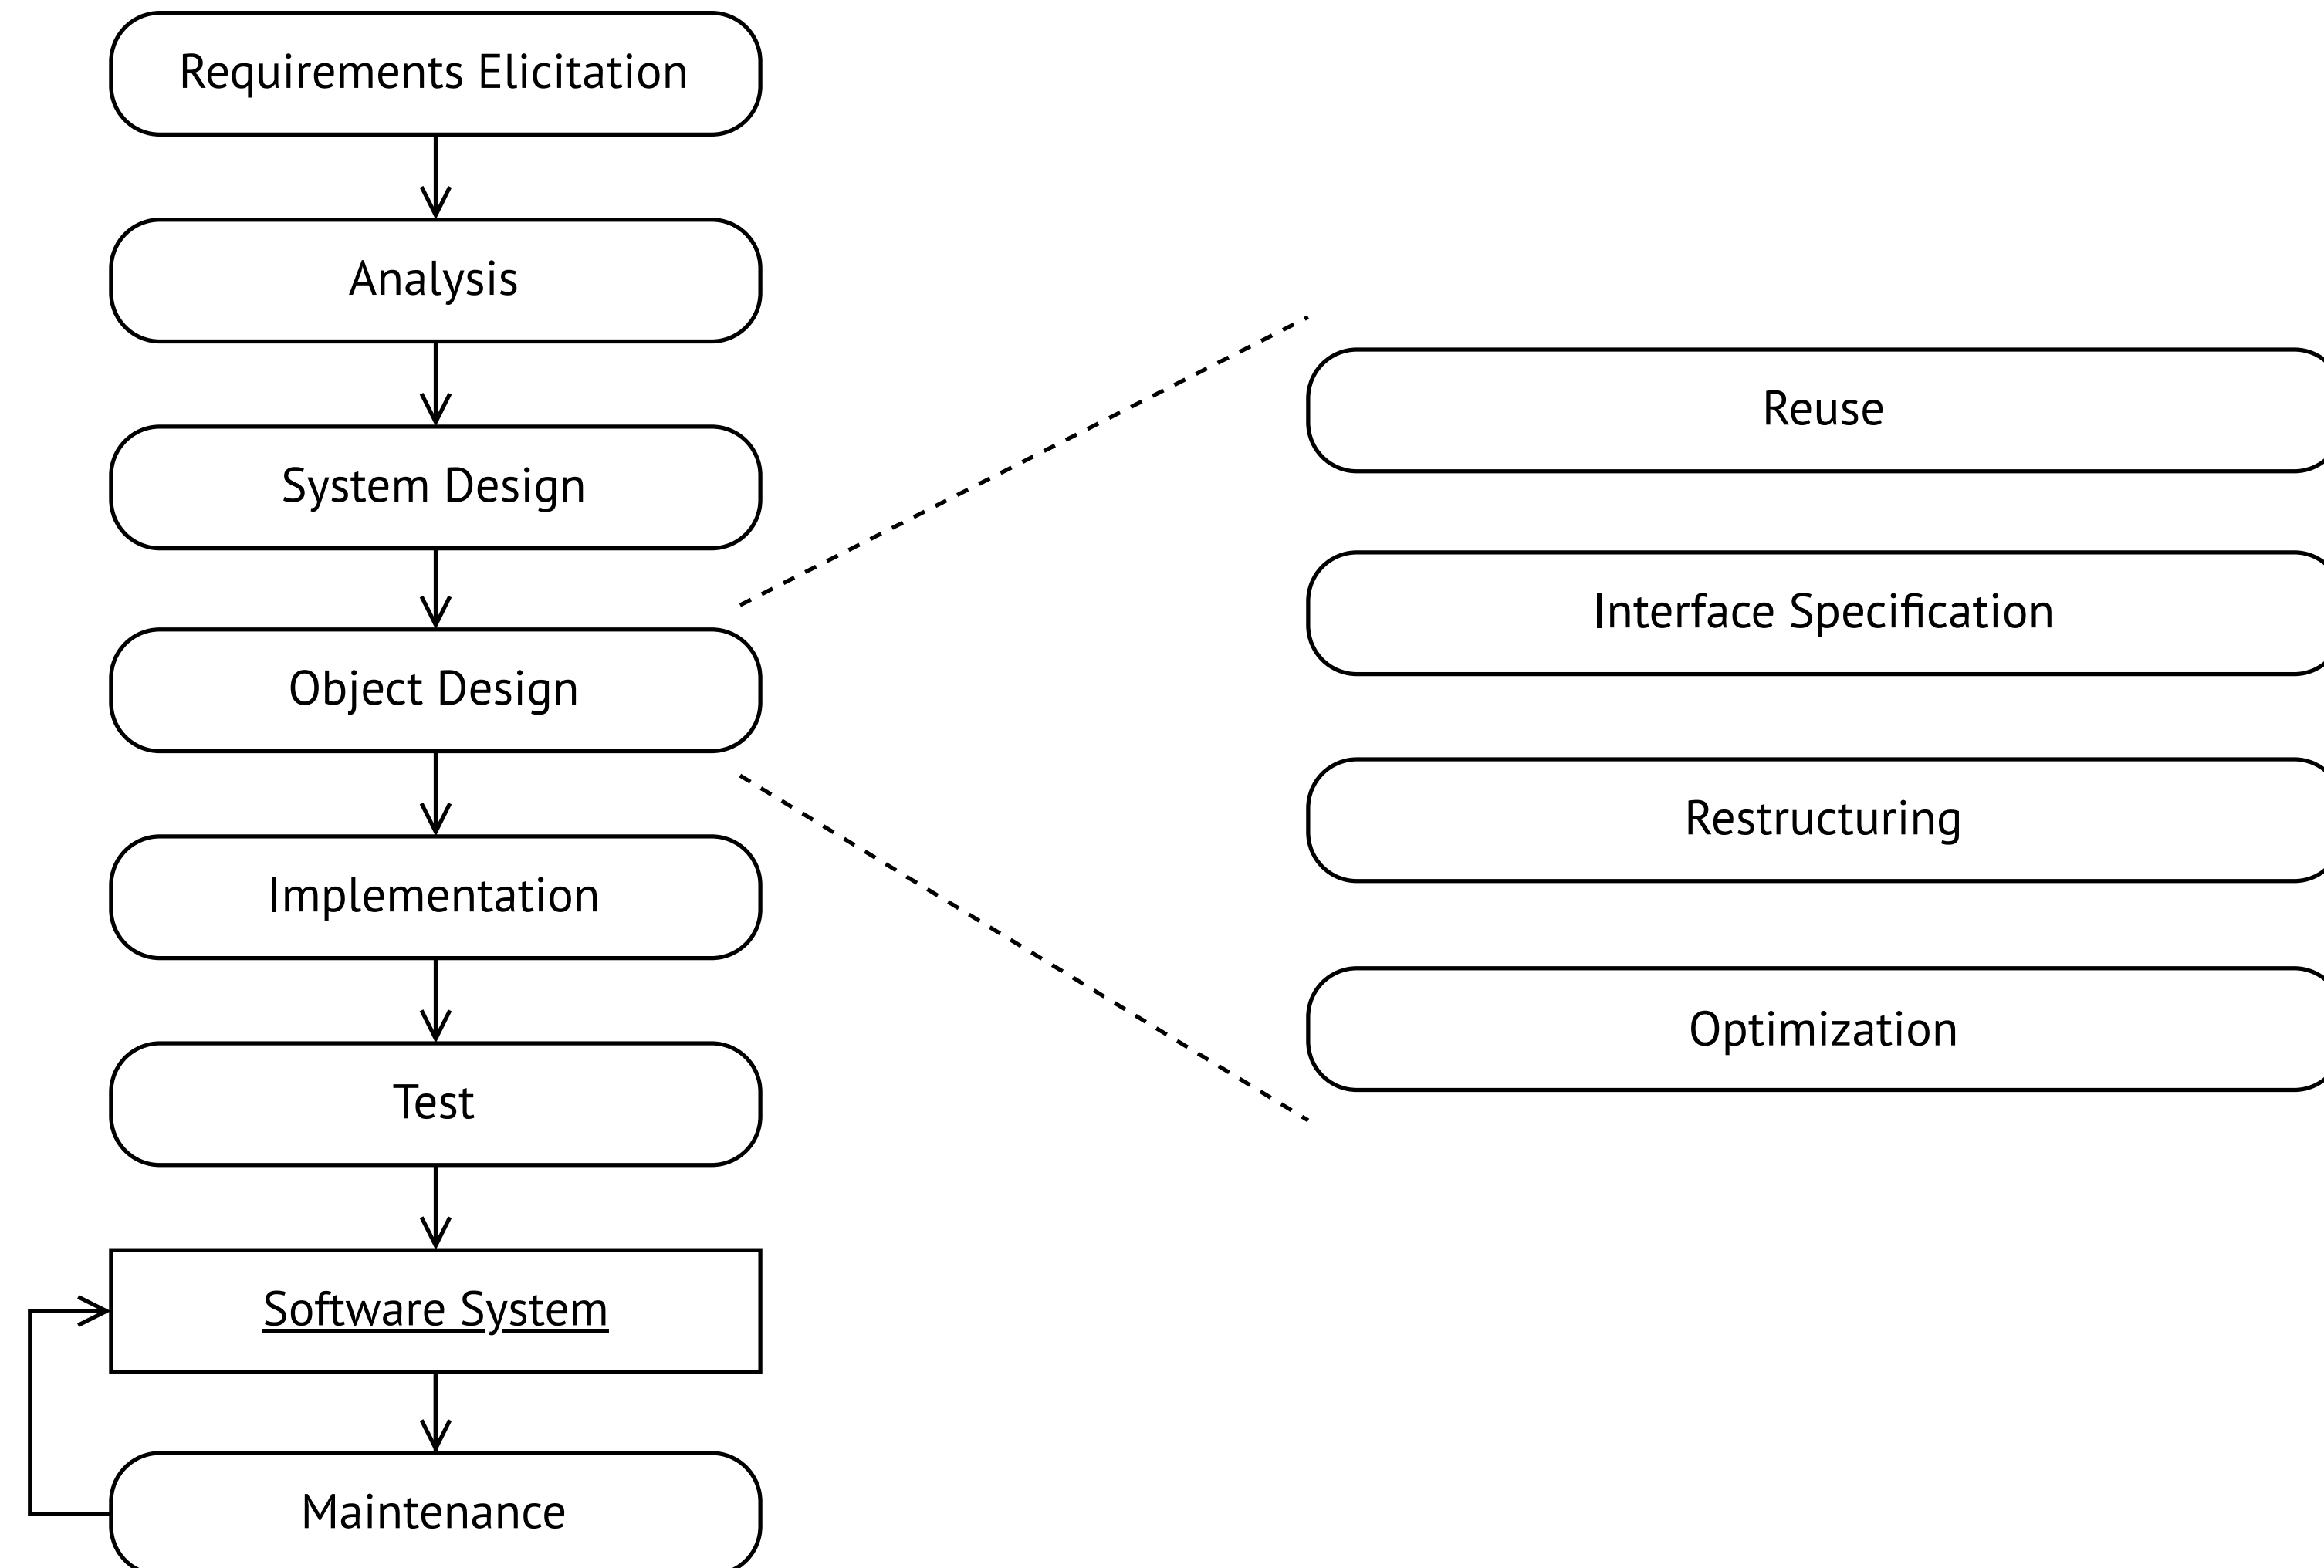 Requirements Elicitation
Analysis
System Design
Object Design
Implementation
Test
Software System
Maintenance
Reuse
Interface Specification
Restructuring
Optimization